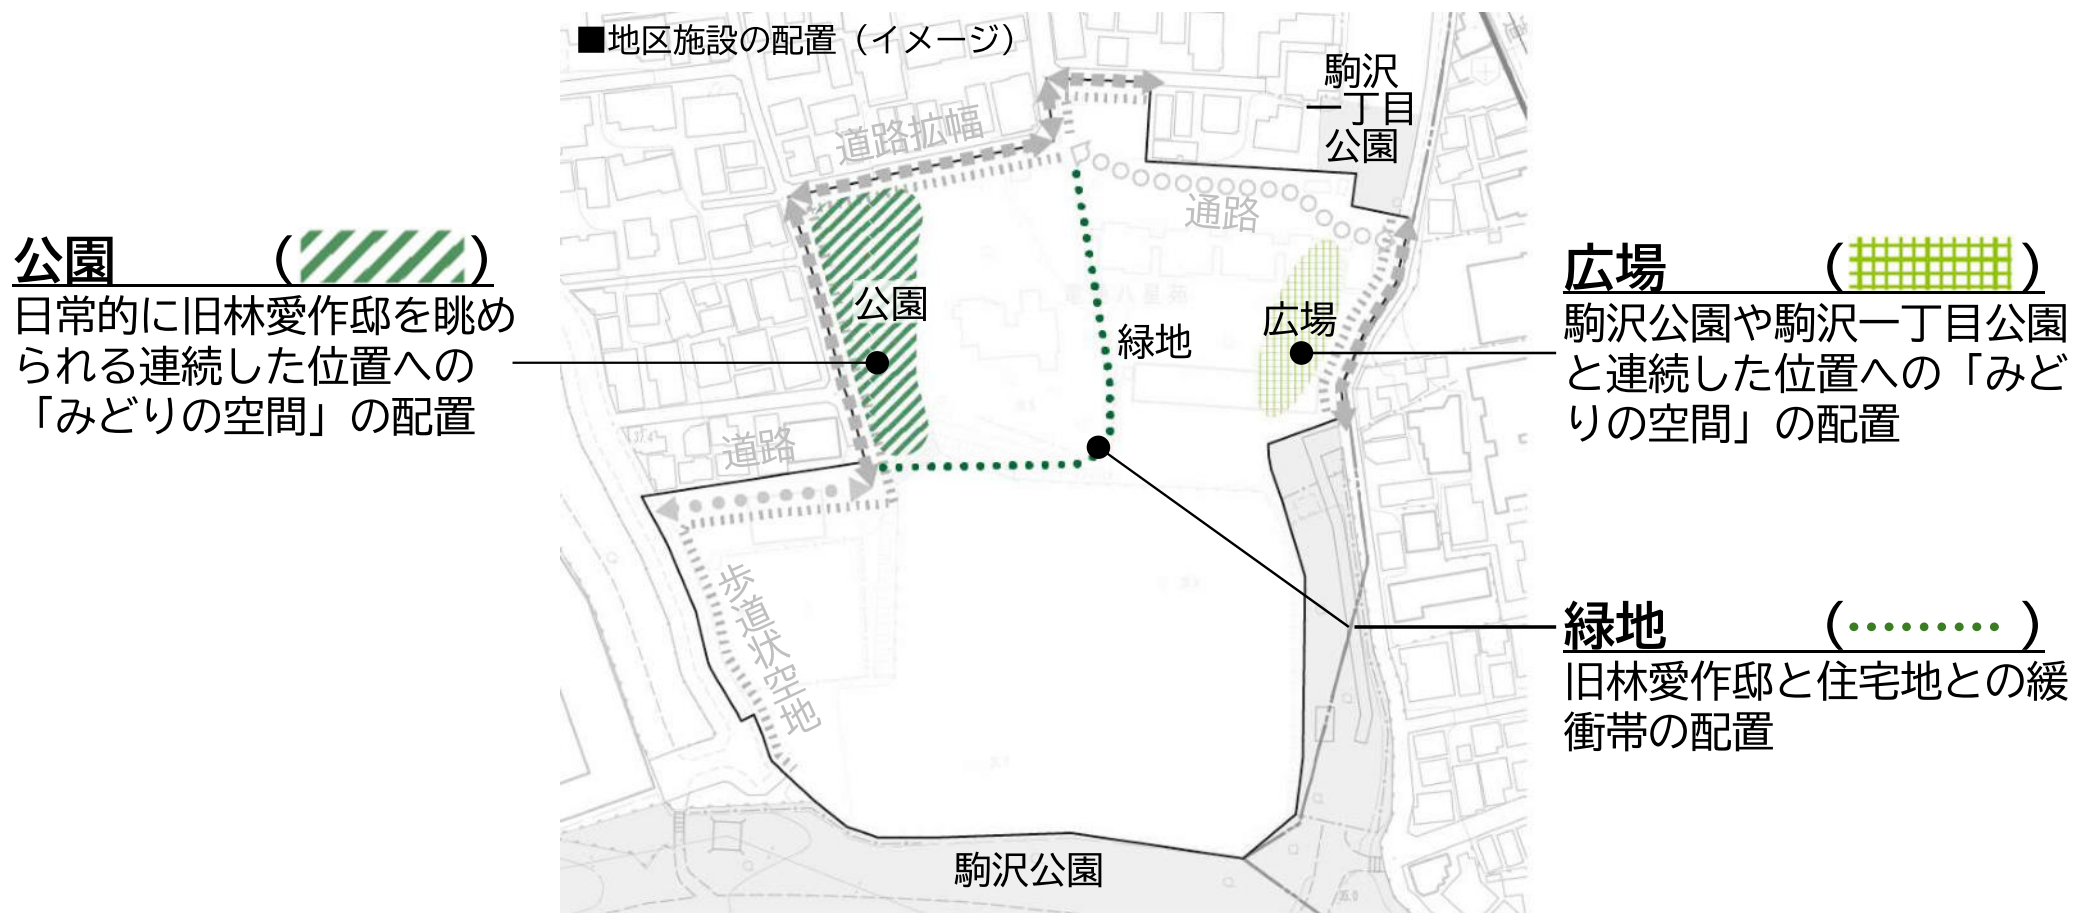 ■地区施設の配置（イメージ）
駒沢
一丁目
公園
道路拡幅
通路
公園　　　（　　　　）
日常的に旧林愛作邸を眺め
られる連続した位置への
「みどりの空間」の配置
公園
緑地
広場
広場　　　（　　　　）
駒沢公園や駒沢一丁目公園
と連続した位置への「みど
りの空間」の配置
道路
歩道状空地
緑地　　　（　　　　）
旧林愛作邸と住宅地との緩
衝帯の配置
駒沢公園